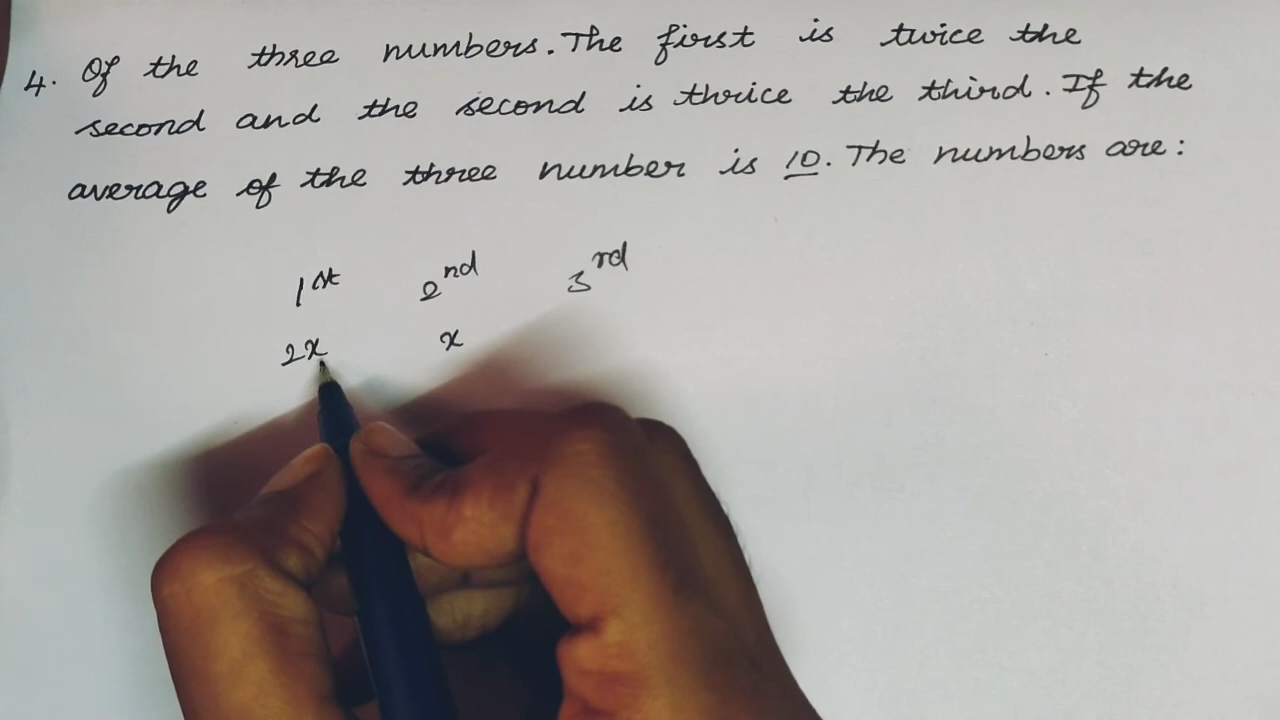 4. Of the three numbers. The first is twice the
second and the second is thrice the third. If the
average of the three number is 10. The numbers are:
1st 2nd 3rd
2x x